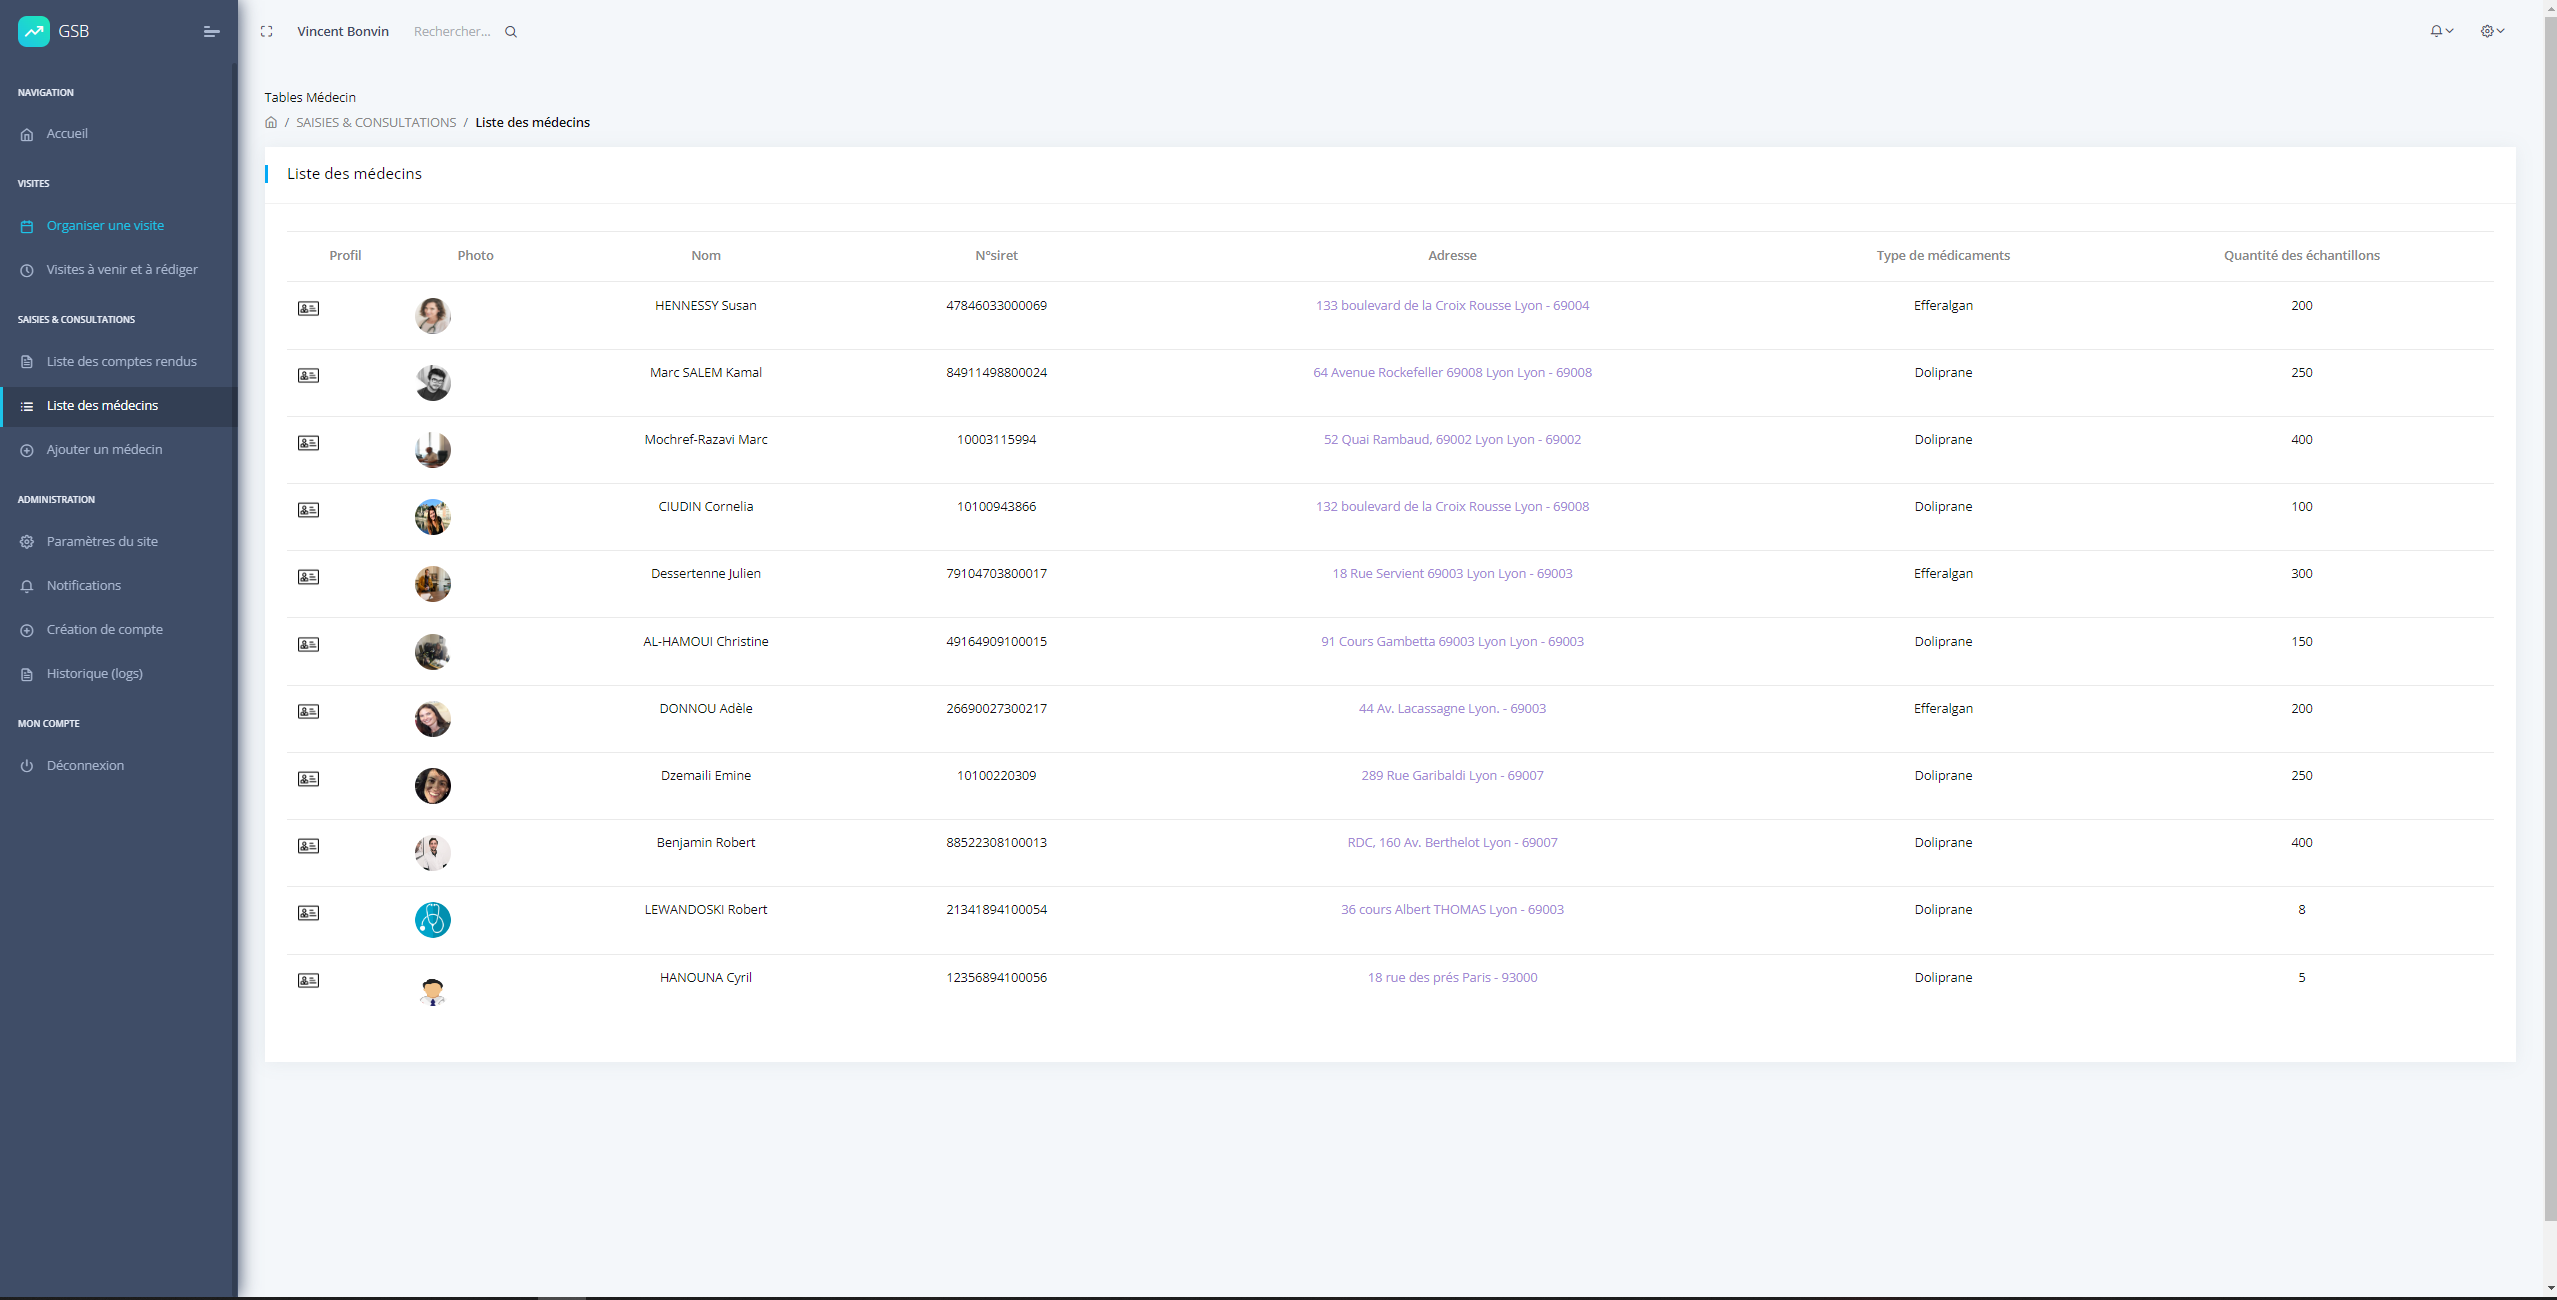 GSB
Vincent Bonvin
Rechercher...
NAVIGATION
Accueil
VISITES
Organiser une visite
Visites à venir et à rédiger
SAISIES & CONSULTATIONS
Liste des comptes rendus
Liste des médecins
Ajouter un médecin
ADMINISTRATION
Paramètres du site
Notifications
Création de compte
Historique (logs)
MON COMPTE
Déconnexion
Tables Médecin
/ SAISIES & CONSULTATIONS / Liste des médecins
Liste des médecins
Profil Photo Nom N°siret Adresse Type de médicaments Quantité des échantillons
HENNESSY Susan 47846033000069 133 boulevard de la Croix Rousse Lyon - 69004 Efferalgan 200
Marc SALEM Kamal 84911498800024 64 Avenue Rockefeller 69008 Lyon Lyon - 69008 Doliprane 250
Mochref-Razavi Marc 10003115994 52 Quai Rambaud, 69002 Lyon Lyon - 69002 Doliprane 400
CIUDIN Cornelia 10100943866 132 boulevard de la Croix Rousse Lyon - 69008 Doliprane 100
Dessertenne Julien 79104703800017 18 Rue Servient 69003 Lyon Lyon - 69003 Efferalgan 300
AL-HAMOUI Christine 49164909100015 91 Cours Gambetta 69003 Lyon Lyon - 69003 Doliprane 150
DONNOU Adèle 26690027300217 44 Av. Lacassagne Lyon. - 69003 Efferalgan 200
Dzemaili Emine 10100220309 289 Rue Garibaldi Lyon - 69007 Doliprane 250
Benjamin Robert 88522308100013 RDC, 160 Av. Berthelot Lyon - 69007 Doliprane 400
LEWANDOSKI Robert 21341894100054 36 cours Albert THOMAS Lyon - 69003 Doliprane 8
HANOUNA Cyril 12356894100056 18 rue des prés Paris - 93000 Doliprane 5